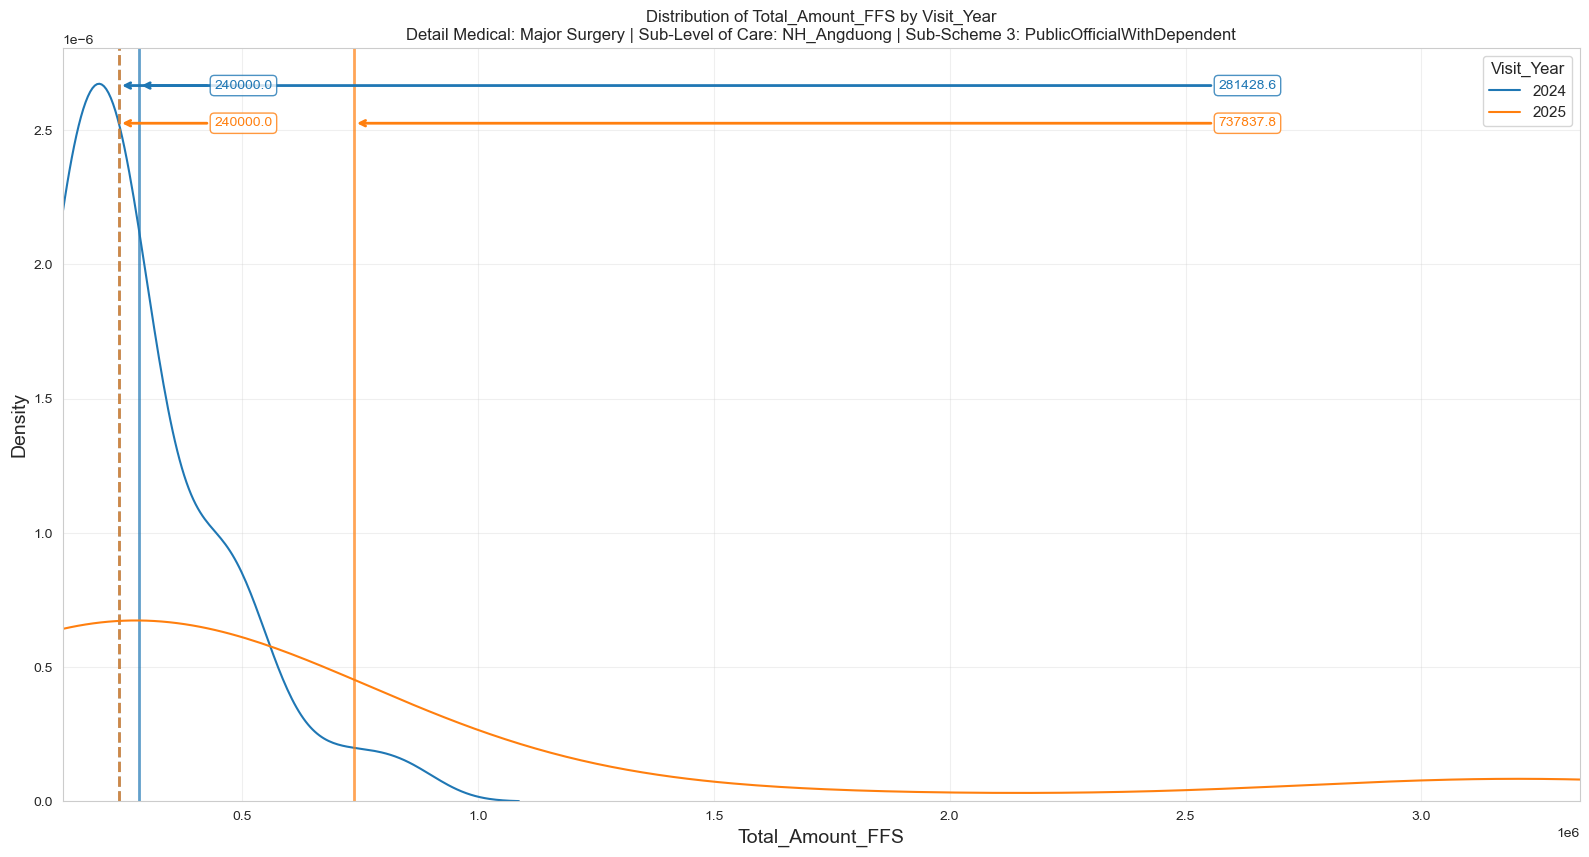 Distribution of Total_Amount_FFS by Visit_Year
Detail Medical: Major Surgery | Sub-Level of Care: NH_Angduong | Sub-Scheme 3: PublicOfficialWithDependent
1e−6
Visit_Year
2024
2025
240000.0
281428.6
240000.0
737837.8
2.5
2.0
1.5
1.0
0.5
0.0
Density
0.5
1.0
1.5
2.0
2.5
3.0
1e6
Total_Amount_FFS